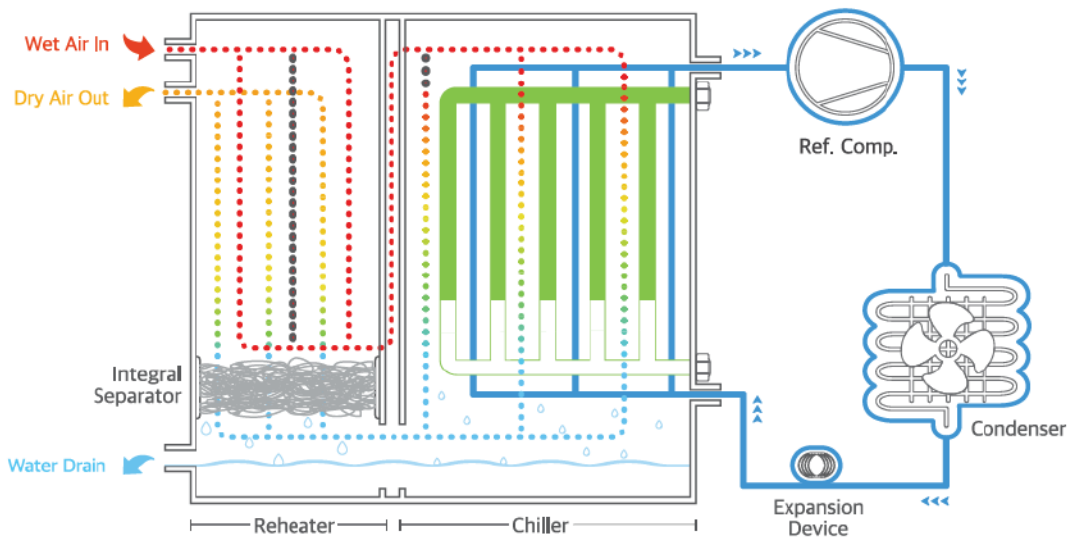 Wet Air In
Dry Air Out
Ref. Comp.
Integral
Separator
Condenser
Water Drain
Expansion
Device
Reheater
Chiller